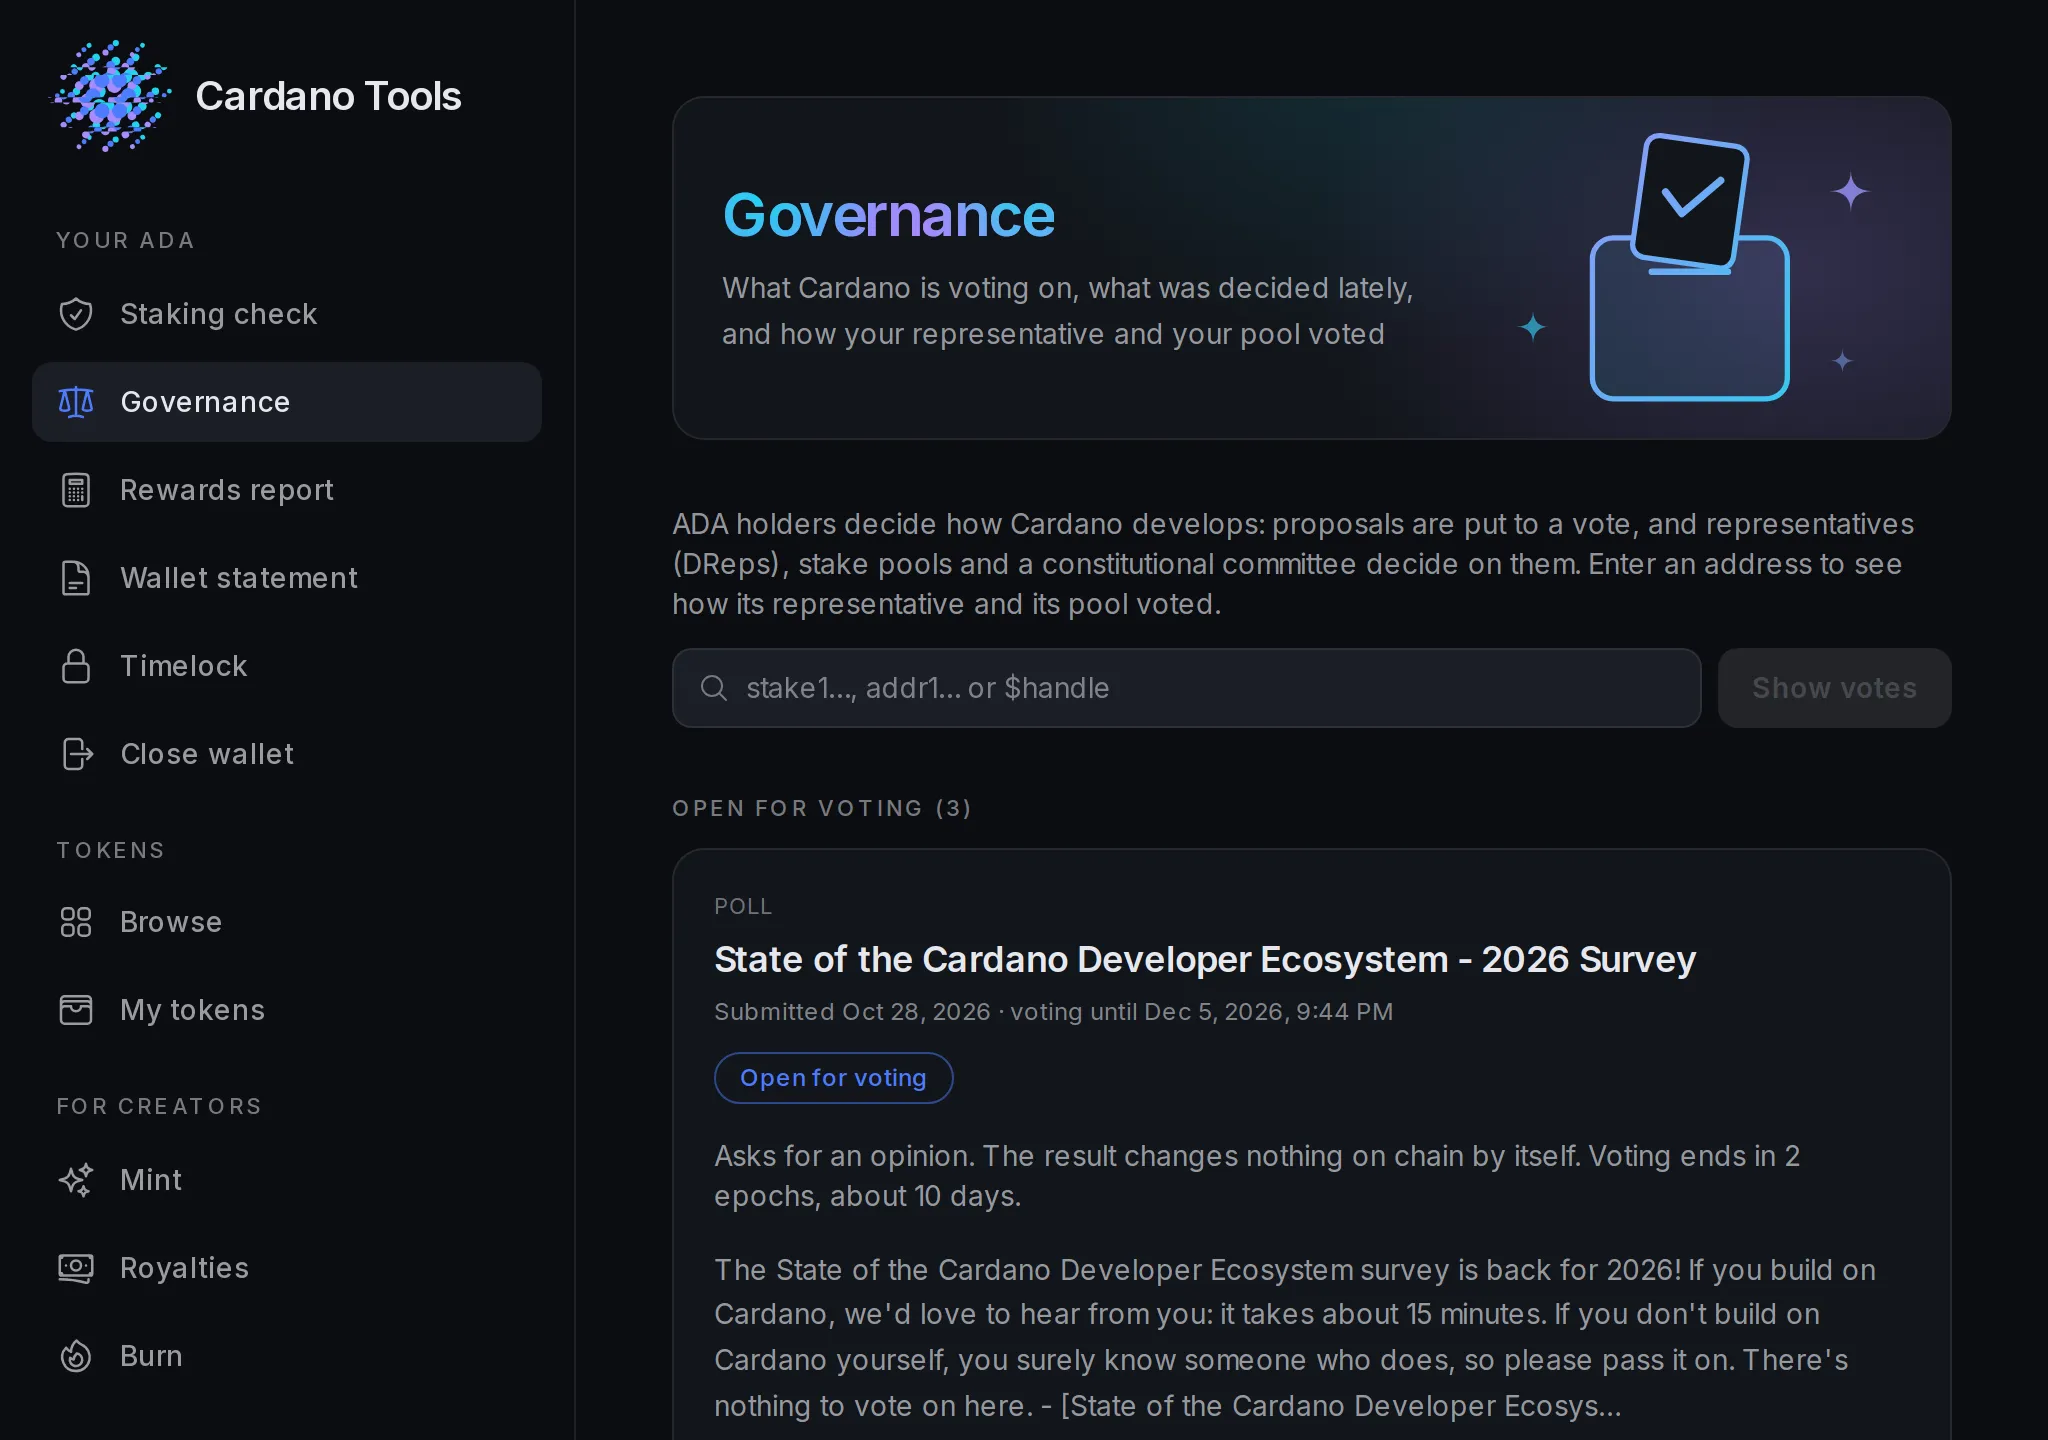 Cardano Tools
YOUR ADA
Staking check
Governance
Rewards report
Wallet statement
Timelock
Close wallet
TOKENS
Browse
My tokens
FOR CREATORS
Mint
Royalties
Burn
Governance
What Cardano is voting on, what was decided lately,
and how your representative and your pool voted
ADA holders decide how Cardano develops: proposals are put to a vote, and representatives
(DReps), stake pools and a constitutional committee decide on them. Enter an address to see
how its representative and its pool voted.
stake1..., addr1... or $handle
Show votes
OPEN FOR VOTING (3)
POLL
State of the Cardano Developer Ecosystem - 2026 Survey
Submitted Oct 28, 2026 · voting until Dec 5, 2026, 9:44 PM
Open for voting
Asks for an opinion. The result changes nothing on chain by itself. Voting ends in 2
epochs, about 10 days.
The State of the Cardano Developer Ecosystem survey is back for 2026! If you build on
Cardano, we'd love to hear from you: it takes about 15 minutes. If you don't build on
Cardano yourself, you surely know someone who does, so please pass it on. There's
nothing to vote on here. - [State of the Cardano Developer Ecosys...